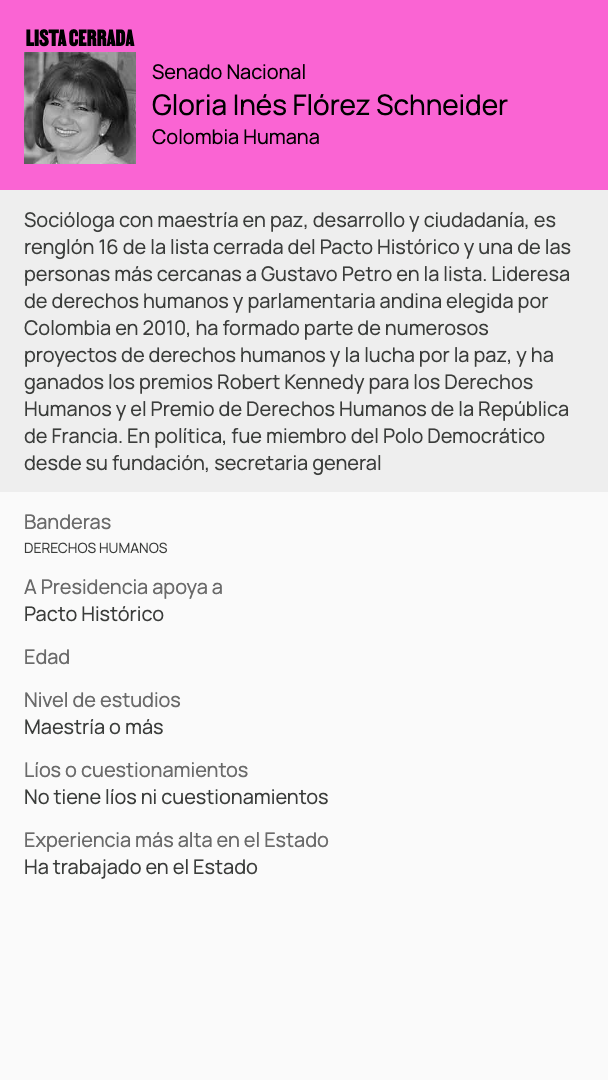 LISTA CERRADA
Senado Nacional
Gloria Inés Flórez Schneider
Colombia Humana
Socióloga con maestría en paz, desarrollo y ciudadanía, es
renglón 16 de la lista cerrada del Pacto Histórico y una de las
personas más cercanas a Gustavo Petro en la lista. Lideresa
de derechos humanos y parlamentaria andina elegida por
Colombia en 2010, ha formado parte de numerosos
proyectos de derechos humanos y la lucha por la paz, y ha
ganados los premios Robert Kennedy para los Derechos
Humanos y el Premio de Derechos Humanos de la República
de Francia. En política, fue miembro del Polo Democrático
desde su fundación, secretaria general
Banderas
DERECHOS HUMANOS
A Presidencia apoya a
Pacto Histórico
Edad
Nivel de estudios
Maestría o más
Líos o cuestionamientos
No tiene líos ni cuestionamientos
Experiencia más alta en el Estado
Ha trabajado en el Estado